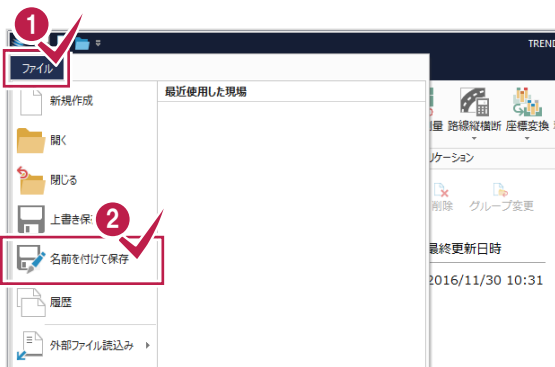 1
TREND
ファイル
新規作成
最近使用した現場
開く
閉じる
上書き保
2
名前を付けて保存
履歴
外部ファイル読込み
量 路線縦横断 座標変換
リケーション
削除 グループ変更
最終更新日時
2016/11/30 10:31